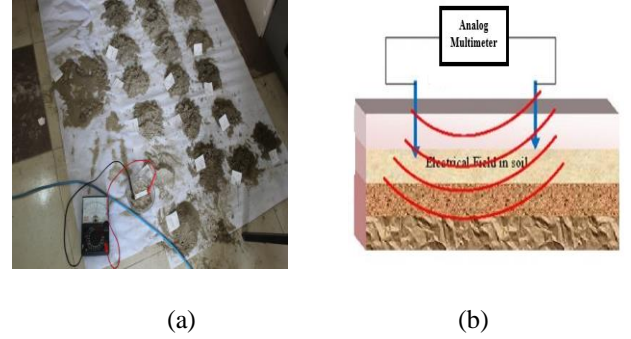 Analog
Multimeter
Electrical Field in soil
(a)
(b)